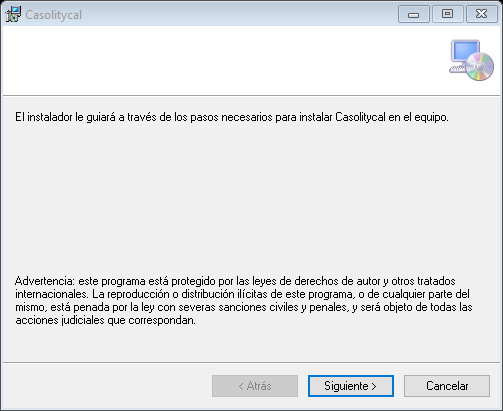 Casolitycal
El instalador le guiará a través de los pasos necesarios para instalar Casolitycal en el equipo.
Advertencia: este programa está protegido por las leyes de derechos de autor y otros tratados
internacionales. La reproducción o distribución ilícitas de este programa, o de cualquier parte del
mismo, está penada por la ley con severas sanciones civiles y penales, y será objeto de todas las
acciones judiciales que correspondan.
< Atrás
Siguiente >
Cancelar